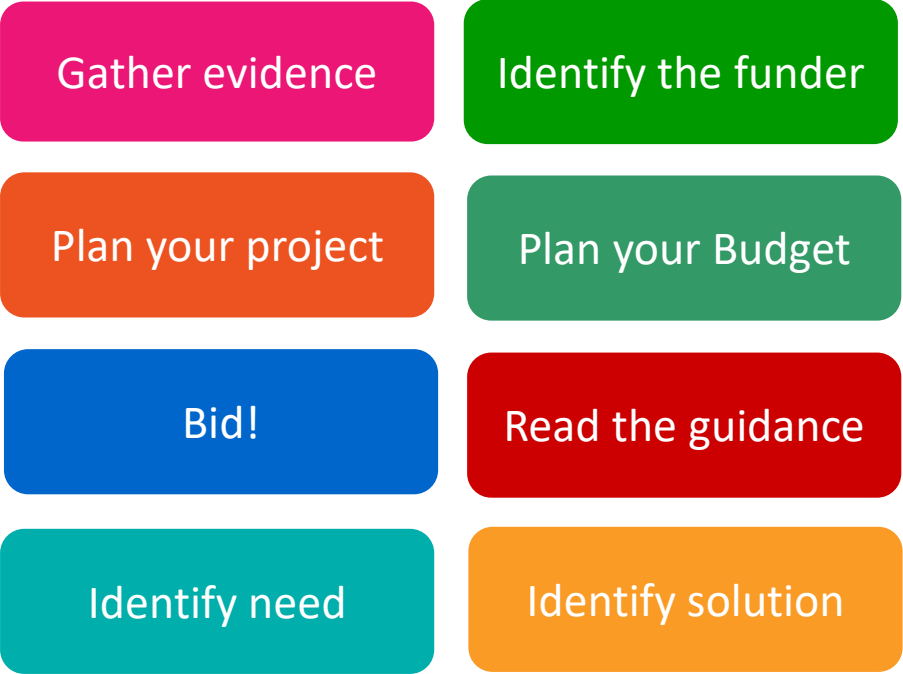 Gather evidence
Identify the funder
Plan your project
Plan your Budget
Bid!
Read the guidance
Identify need
Identify solution